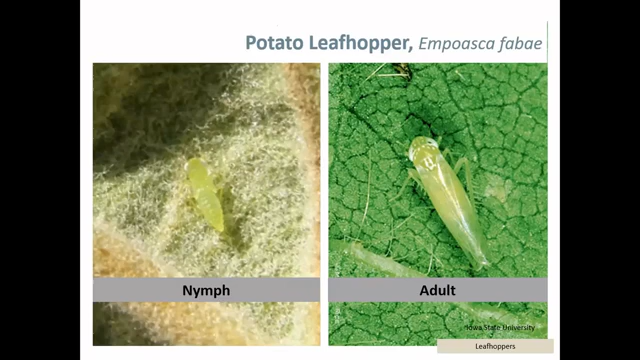 Potato Leafhopper, Empoasca fabae
Nymph
Adult
Iowa State University
Leafhoppers